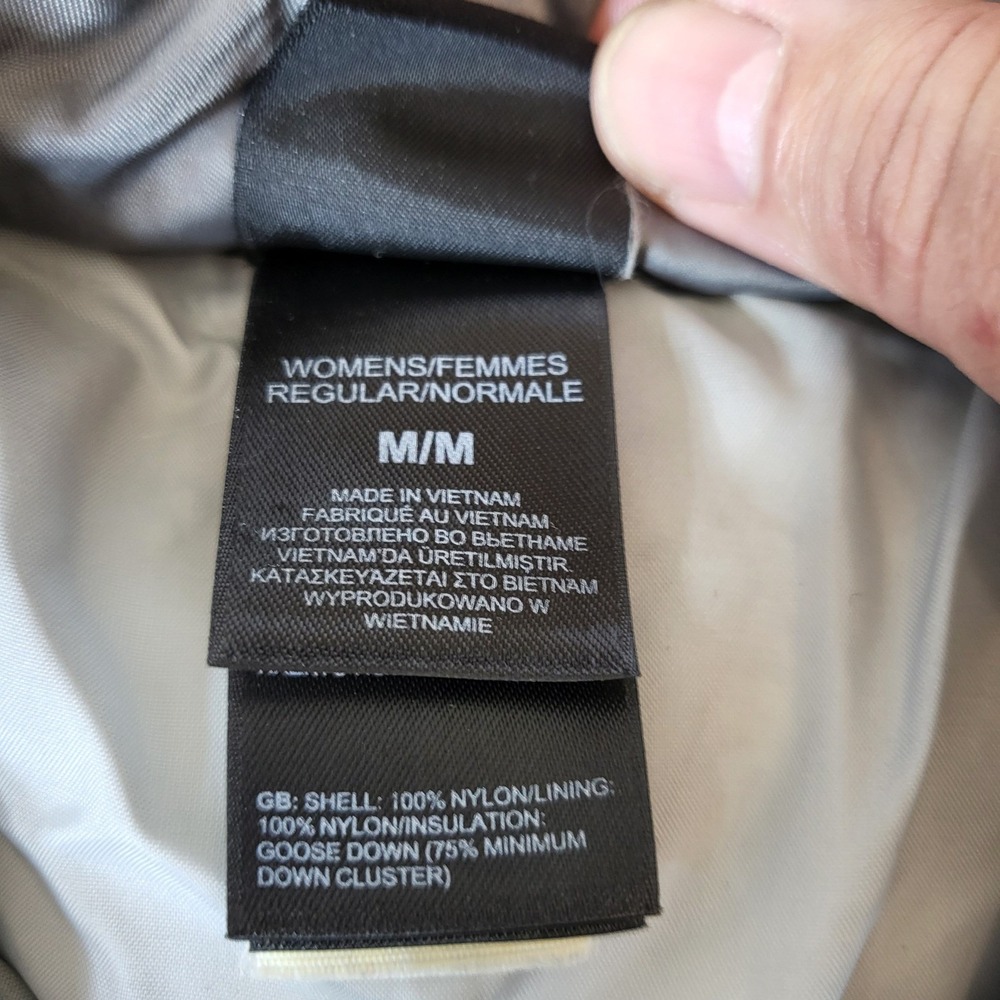 WOMENS/FEMMES
REGULAR/NORMALE
M/M
MADE IN VIETNAM
FABRIQUÉ AU VIETNAM
ИЗГОТОВЛЕНО ВО ВЬЕТНАМЕ
VIETNAM'DA ÜRETILMIŞTIR
ΚΑΤΑΣΚΕΥΑΖΕΤΑΙ ΣΤΟ ΒΙΕΤΝΑΜ
WYPRODUKOWANO W
WIETNAMIE
GB: SHELL: 100% NYLON/LINING:
100% NYLON/INSULATION:
GOOSE DOWN (75% MINIMUM
DOWN CLUSTER)